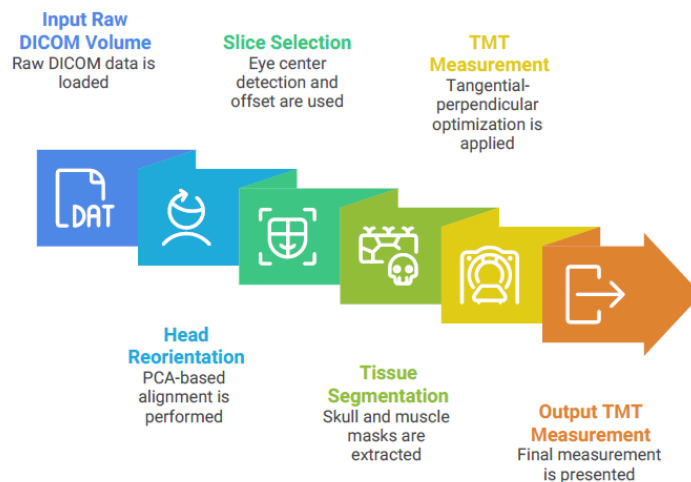 Input Raw
DICOM Volume
Raw DICOM data is
loaded
Slice Selection
Eye center
detection and
offset are used
TMT
Measurement
Tangential-
perpendicular
optimization is
applied
DAT
Head
Reorientation
PCA-based
alignment is
performed
Tissue
Segmentation
Skull and muscle
masks are
extracted
Output TMT
Measurement
Final measurement
is presented